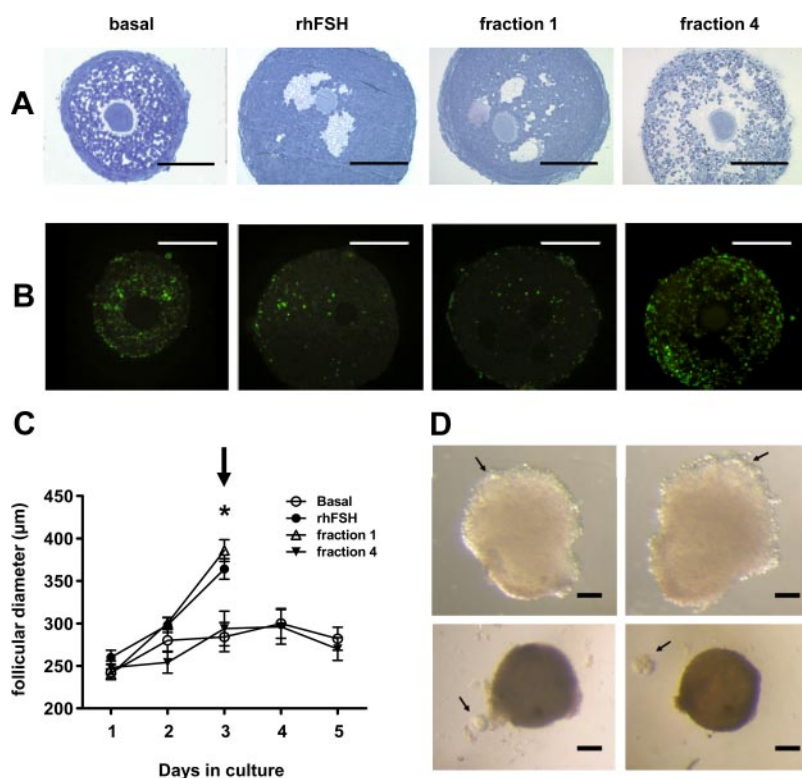 basal rhFSH fraction 1 fraction 4
A
B
C
D
follicular diameter (µm)
450
400
350
300
250
200
*
Basal
rhFSH
fraction 1
fraction 4
1 2 3 4 5
Days in culture